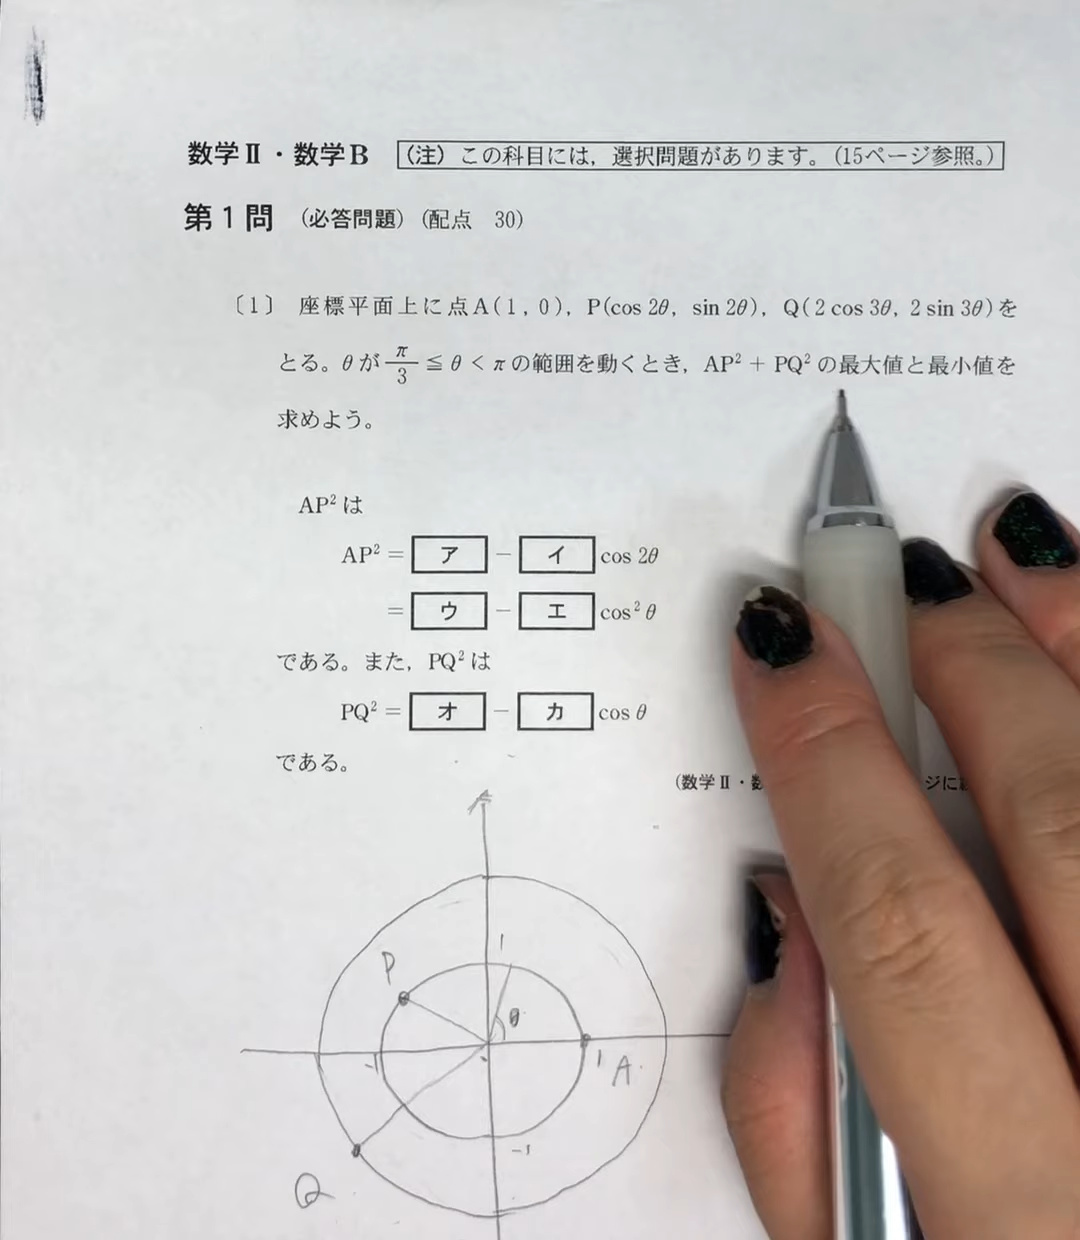 数学Ⅱ・数学B （注）この科目には，選択問題があります。(15ページ参照。)
第1問 （必答問題）（配点 30）
〔1〕 座標平面上に点A(1, 0)，P(cos 2θ, sin 2θ)，Q(2 cos 3θ, 2 sin 3θ)を
とる。θが π/3 ≦ θ < π の範囲を動くとき，AP² + PQ² の最大値と最小値を
求めよう。
AP² は
AP² = ア − イ cos 2θ
= ウ − エ cos² θ
である。また，PQ² は
PQ² = オ − カ cos θ
である。
（数学Ⅱ・数 ジに
1
P
θ
-1
1
A
-1
Q